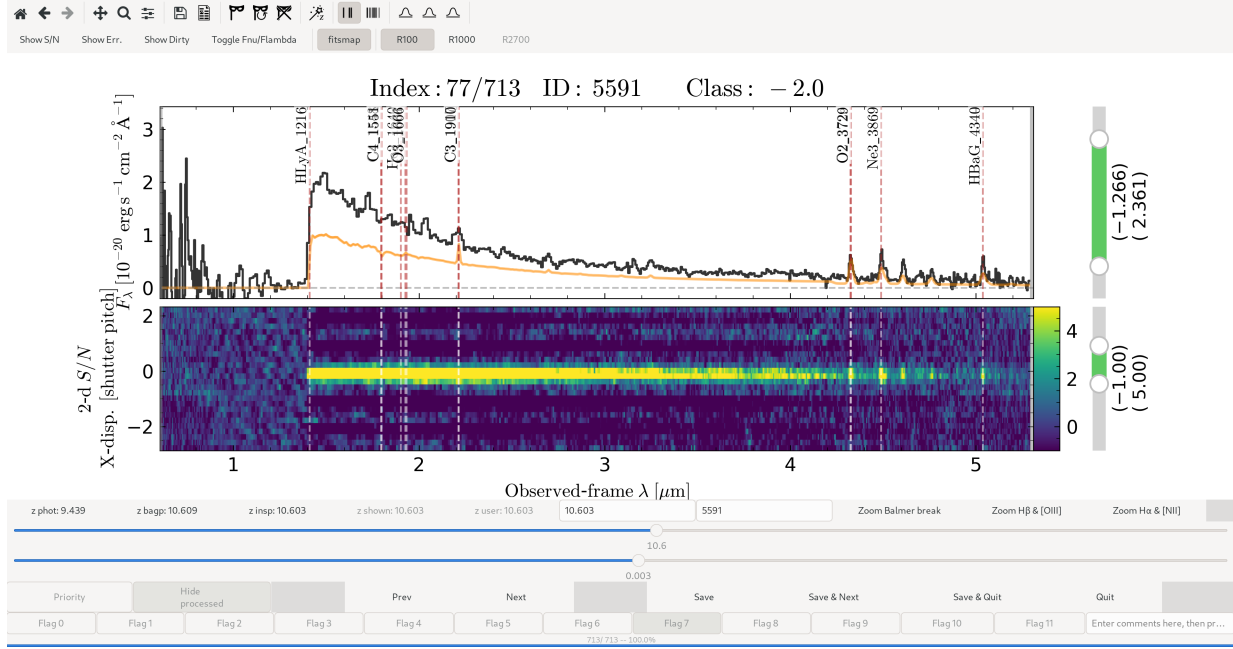 Show S/N Show Err. Show Dirty Toggle Fnu/Flambda fitsmap R100 R1000 R2700
Index: 77/713 ID: 5591 Class: −2.0
F_λ [10⁻²⁰ erg s⁻¹ cm⁻² Å⁻¹]
3
2
1
0
HLyA_1216
C4_1551
O3_1666
C3_1910
O2_3729
Ne3_3869
HBaG_4340
(−1.266)
( 2.361)
2-d S/N
X-disp. [shutter pitch]
2
0
−2
4
2
0
(−1.00)
( 5.00)
1 2 3 4 5
Observed-frame λ [μm]
z phot: 9.439 z bagp: 10.609 z insp: 10.603 z shown: 10.603 z user: 10.603 10.603 5591 Zoom Balmer break Zoom Hβ & [OIII] Zoom Hα & [NII]
10.6
0.003
Priority Hide processed Prev Next Save Save & Next Save & Quit Quit
Flag 0 Flag 1 Flag 2 Flag 3 Flag 4 Flag 5 Flag 6 Flag 7 Flag 8 Flag 9 Flag 10 Flag 11 Enter comments here, then pr...
713/ 713 -- 100.0%